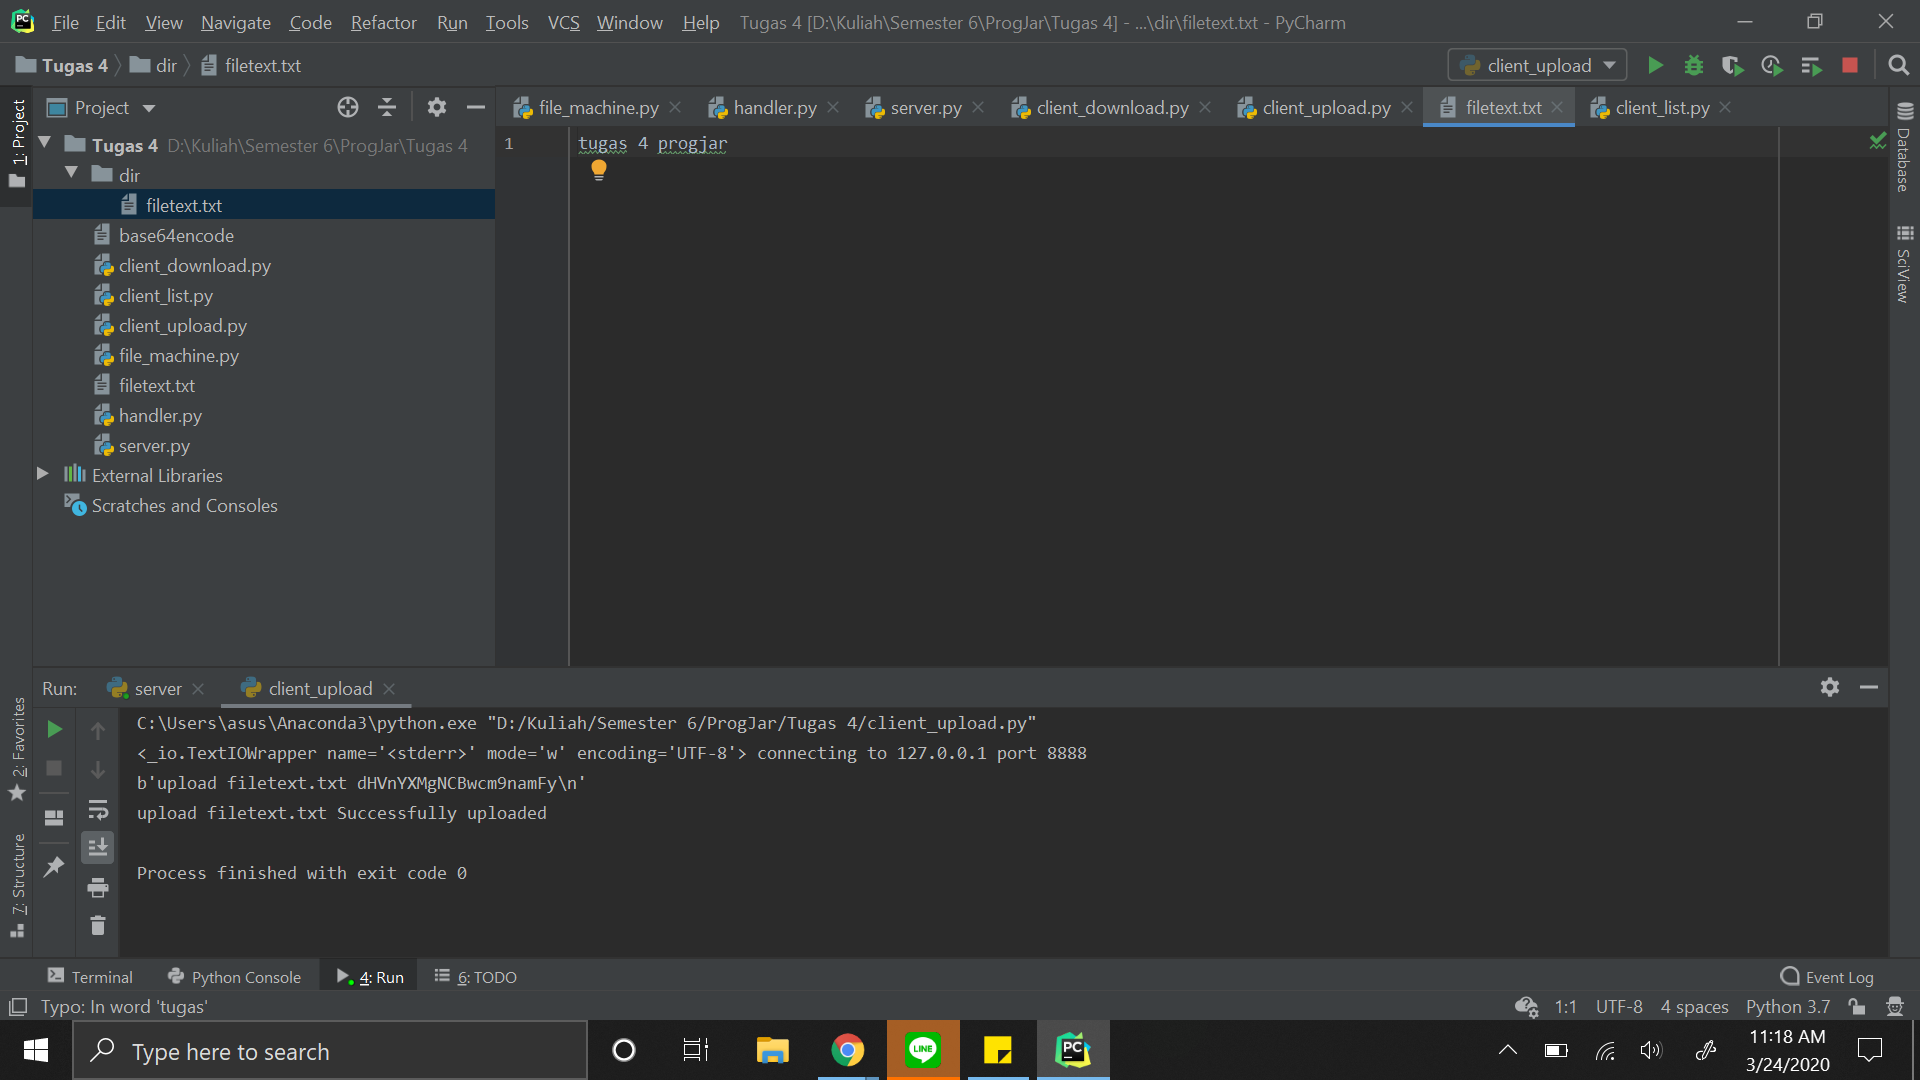 File Edit View Navigate Code Refactor Run Tools VCS Window Help Tugas 4 [D:\Kuliah\Semester 6\ProgJar\Tugas 4] - ...\dir\filetext.txt - PyCharm
Tugas 4 dir filetext.txt client_upload
1: Project
Project
file_machine.py handler.py server.py client_download.py client_upload.py filetext.txt client_list.py
Tugas 4 D:\Kuliah\Semester 6\ProgJar\Tugas 4
dir
filetext.txt
base64encode
client_download.py
client_list.py
client_upload.py
file_machine.py
filetext.txt
handler.py
server.py
External Libraries
Scratches and Consoles
1 tugas 4 progjar
Database
SciView
Run: server client_upload
2: Favorites
7: Structure
C:\Users\asus\Anaconda3\python.exe "D:/Kuliah/Semester 6/ProgJar/Tugas 4/client_upload.py"
<_io.TextIOWrapper name='<stderr>' mode='w' encoding='UTF-8'> connecting to 127.0.0.1 port 8888
b'upload filetext.txt dHVnYXMgNCBwcm9namFy\n'
upload filetext.txt Successfully uploaded
Process finished with exit code 0
Terminal Python Console 4: Run 6: TODO Event Log
Typo: In word 'tugas' 1:1 UTF-8 4 spaces Python 3.7
Type here to search
LINE
PC
11:18 AM
3/24/2020